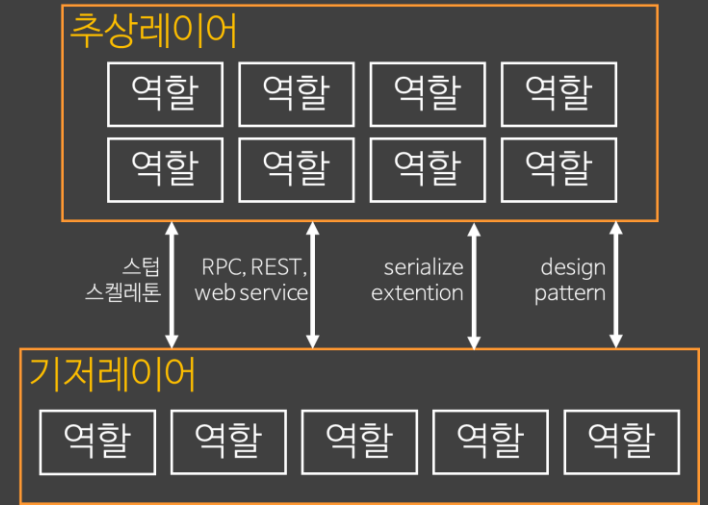 추상레이어
역할 역할 역할 역할
역할 역할 역할 역할
스텁
스켈레톤
RPC, REST,
web service
serialize
extention
design
pattern
기저레이어
역할 역할 역할 역할 역할